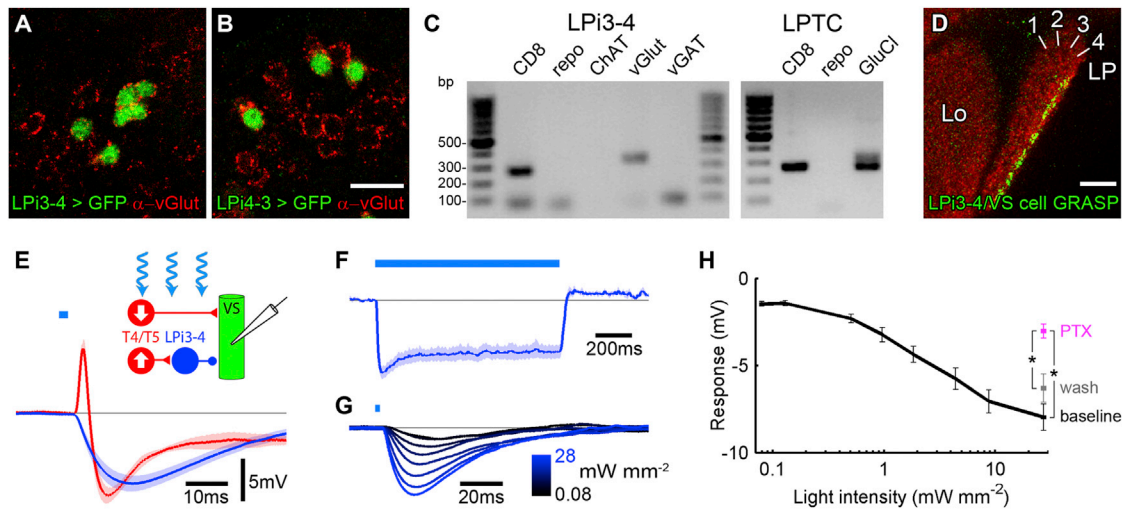 A
LPi3-4 > GFP α-vGlut
B
LPi4-3 > GFP α-vGlut
C
LPi3-4
CD8 repo ChAT vGlut vGAT
bp
500-
300-
200-
100-
LPTC
CD8 repo GluCl
D
1 2 3 4
LP
Lo
LPi3-4/VS cell GRASP
E
VS
T4/T5 LPi3-4
5mV
10ms
F
200ms
G
28
mW mm-2
0.08
20ms
H
0
-5
-10
Response (mV)
0.1 1 10
Light intensity (mW mm-2)
PTX
*
*
wash
baseline